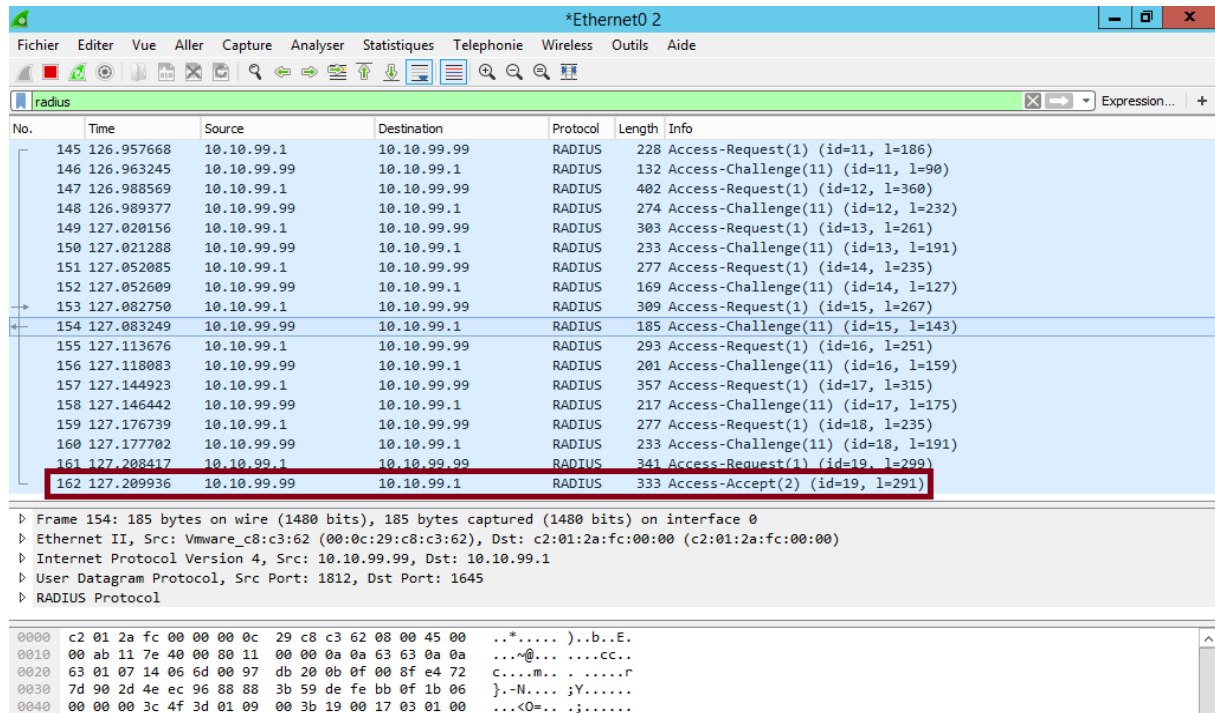 *Ethernet0 2
Fichier Editer Vue Aller Capture Analyser Statistiques Telephonie Wireless Outils Aide
radius Expression... +
No. Time Source Destination Protocol Length Info
145 126.957668 10.10.99.1 10.10.99.99 RADIUS 228 Access-Request(1) (id=11, l=186)
146 126.963245 10.10.99.99 10.10.99.1 RADIUS 132 Access-Challenge(11) (id=11, l=90)
147 126.988569 10.10.99.1 10.10.99.99 RADIUS 402 Access-Request(1) (id=12, l=360)
148 126.989377 10.10.99.99 10.10.99.1 RADIUS 274 Access-Challenge(11) (id=12, l=232)
149 127.020156 10.10.99.1 10.10.99.99 RADIUS 303 Access-Request(1) (id=13, l=261)
150 127.021288 10.10.99.99 10.10.99.1 RADIUS 233 Access-Challenge(11) (id=13, l=191)
151 127.052085 10.10.99.1 10.10.99.99 RADIUS 277 Access-Request(1) (id=14, l=235)
152 127.052609 10.10.99.99 10.10.99.1 RADIUS 169 Access-Challenge(11) (id=14, l=127)
153 127.082750 10.10.99.1 10.10.99.99 RADIUS 309 Access-Request(1) (id=15, l=267)
154 127.083249 10.10.99.99 10.10.99.1 RADIUS 185 Access-Challenge(11) (id=15, l=143)
155 127.113676 10.10.99.1 10.10.99.99 RADIUS 293 Access-Request(1) (id=16, l=251)
156 127.118083 10.10.99.99 10.10.99.1 RADIUS 201 Access-Challenge(11) (id=16, l=159)
157 127.144923 10.10.99.1 10.10.99.99 RADIUS 357 Access-Request(1) (id=17, l=315)
158 127.146442 10.10.99.99 10.10.99.1 RADIUS 217 Access-Challenge(11) (id=17, l=175)
159 127.176739 10.10.99.1 10.10.99.99 RADIUS 277 Access-Request(1) (id=18, l=235)
160 127.177702 10.10.99.99 10.10.99.1 RADIUS 233 Access-Challenge(11) (id=18, l=191)
161 127.208417 10.10.99.1 10.10.99.99 RADIUS 341 Access-Request(1) (id=19, l=299)
162 127.209936 10.10.99.99 10.10.99.1 RADIUS 333 Access-Accept(2) (id=19, l=291)
Frame 154: 185 bytes on wire (1480 bits), 185 bytes captured (1480 bits) on interface 0
Ethernet II, Src: Vmware_c8:c3:62 (00:0c:29:c8:c3:62), Dst: c2:01:2a:fc:00:00 (c2:01:2a:fc:00:00)
Internet Protocol Version 4, Src: 10.10.99.99, Dst: 10.10.99.1
User Datagram Protocol, Src Port: 1812, Dst Port: 1645
RADIUS Protocol
0000 c2 01 2a fc 00 00 00 0c 29 c8 c3 62 08 00 45 00 ..*..... )..b..E.
0010 00 ab 11 7e 40 00 80 11 00 00 0a 0a 63 63 0a 0a ...~@... ....cc..
0020 63 01 07 14 06 6d 00 97 db 20 0b 0f 00 8f e4 72 c....m.. . .....r
0030 7d 90 2d 4e ec 96 88 88 3b 59 de fe bb 0f 1b 06 }.-N.... ;Y......
0040 00 00 00 3c 4f 3d 01 09 00 3b 19 00 17 03 01 00 ...<O=.. .;......